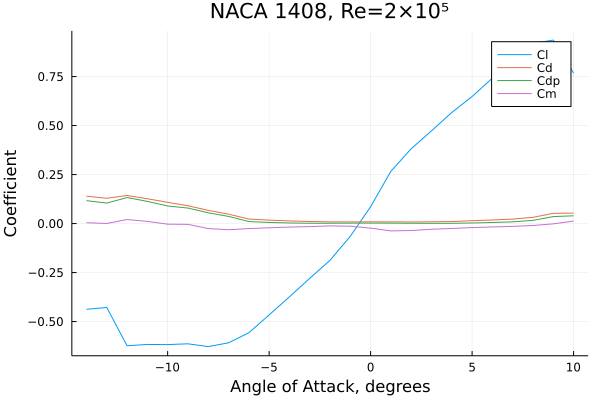 NACA 1408, Re=2×10⁵
Cl
Cd
Cdp
Cm
0.75
0.50
0.25
0.00
−0.25
−0.50
Coefficient
−10
−5
0
5
10
Angle of Attack, degrees